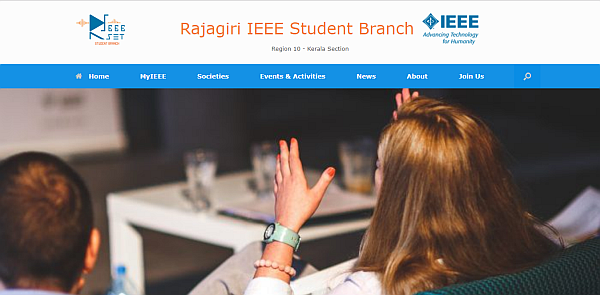 IEEE
SET
STUDENT BRANCH
Rajagiri IEEE Student Branch
Region 10 - Kerala Section
IEEE
Advancing Technology
for Humanity
Home MyIEEE Societies Events & Activities News About Join Us